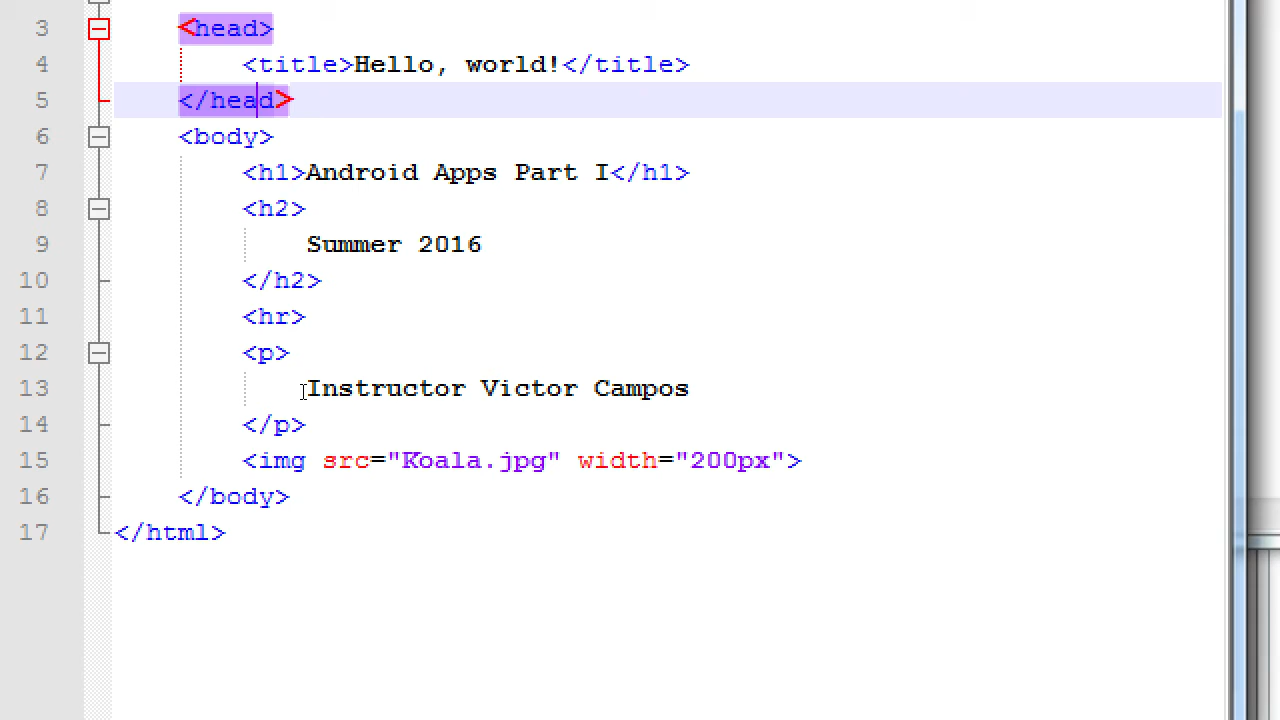 3 <head>
4 <title>Hello, world!</title>
5 </head>
6 <body>
7 <h1>Android Apps Part I</h1>
8 <h2>
9 Summer 2016
10 </h2>
11 <hr>
12 <p>
13 Instructor Victor Campos
14 </p>
15 <img src="Koala.jpg" width="200px">
16 </body>
17 </html>